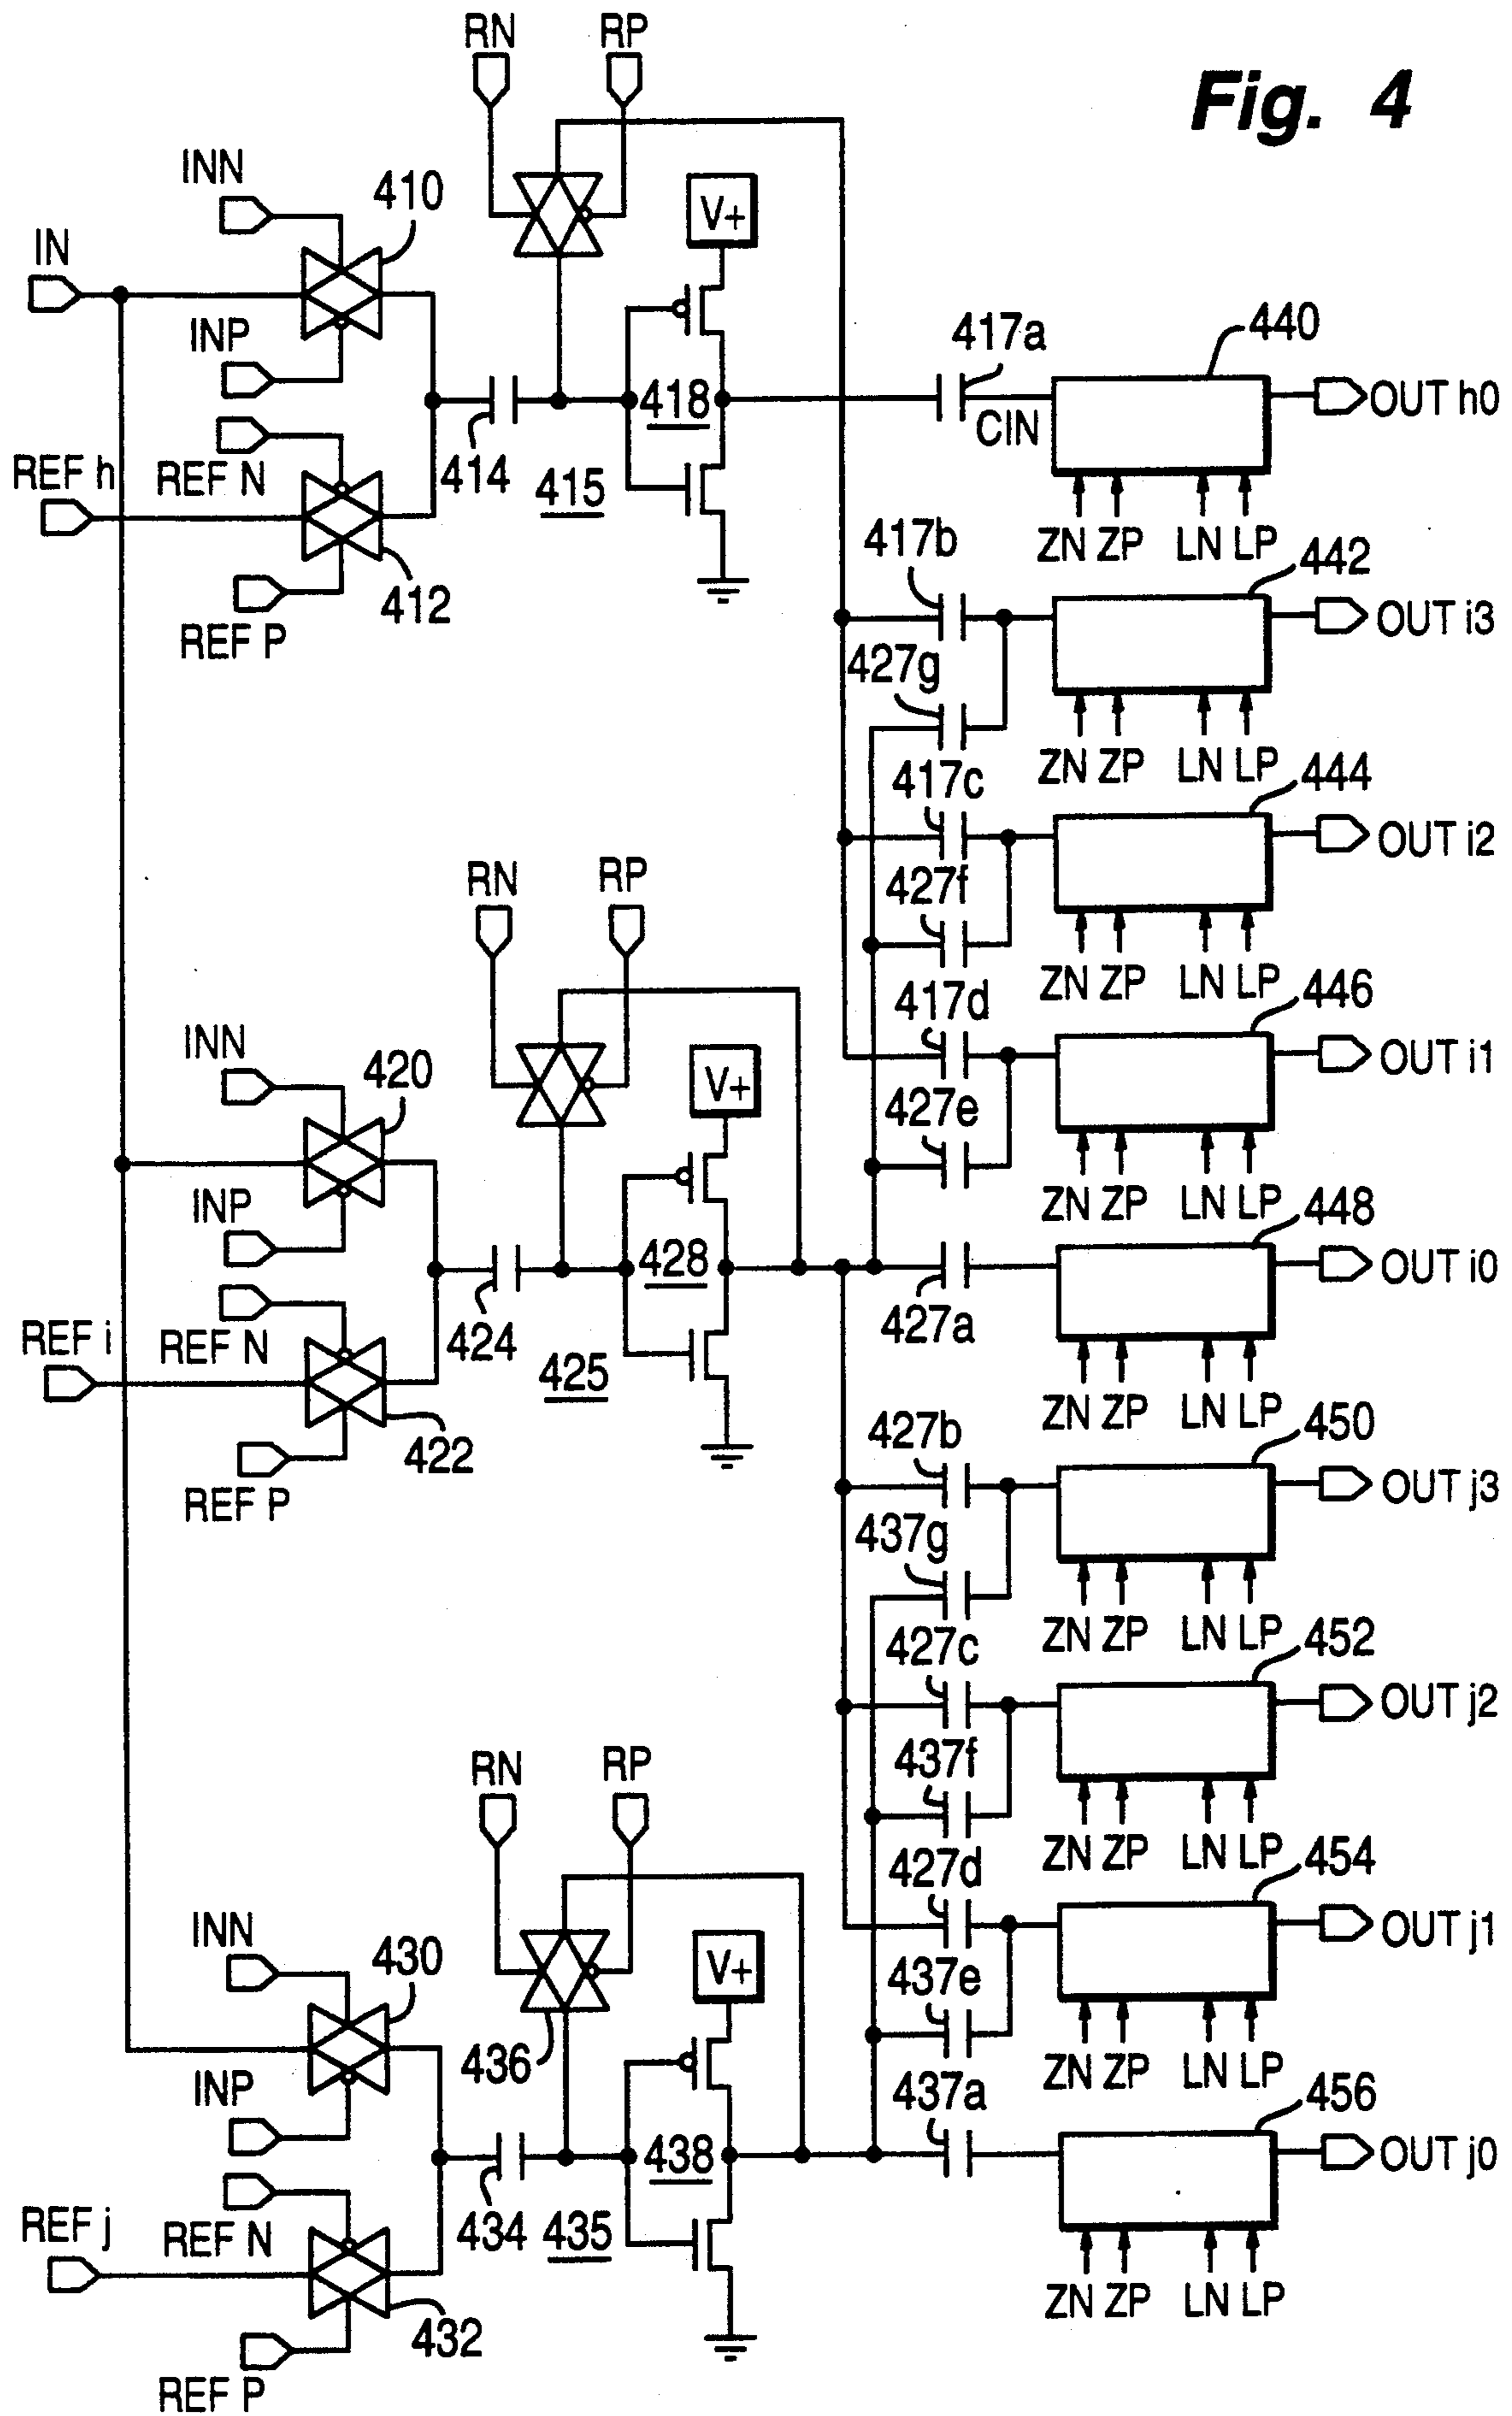 Fig. 4
RN RP
INN
410
IN
V+
INP
417a
440
OUT h0
418
CIN
REF h
REF N
414
415
ZN ZP LN LP
417b
442
412
REF P
OUT i3
427g
ZN ZP LN LP
417c
444
OUT i2
RN RP
427f
ZN ZP LN LP
417d
446
INN
420
OUT i1
V+
427e
INP
ZN ZP LN LP
448
428
OUT i0
427a
REF i
REF N
424
425
ZN ZP LN LP
427b
450
422
REF P
OUT j3
437g
ZN ZP LN LP
427c
452
OUT j2
RN RP
437f
ZN ZP LN LP
427d
454
INN
430
OUT j1
V+
437e
436
INP
ZN ZP LN LP
437a
456
438
OUT j0
REF j
REF N
434
435
ZN ZP LN LP
432
REF P